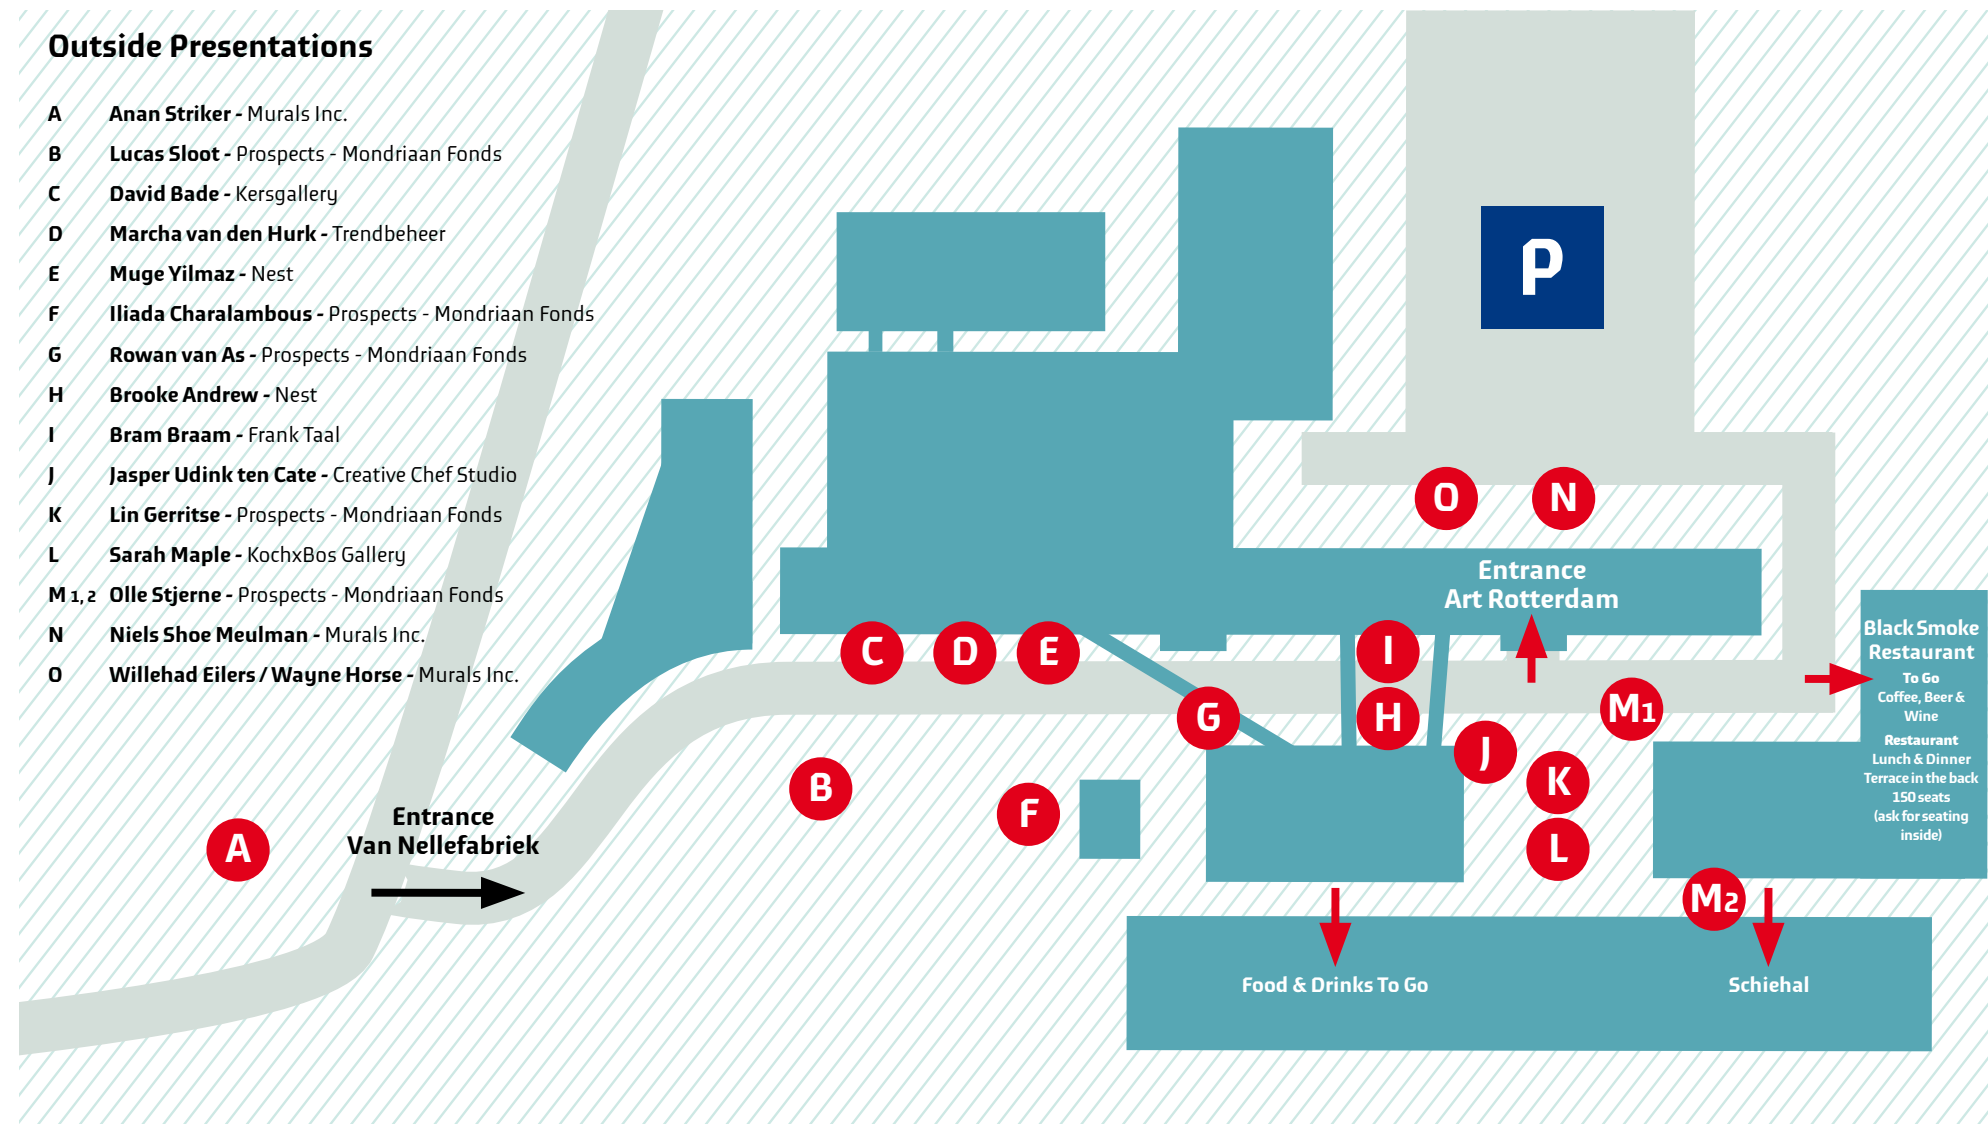 Outside Presentations
A Anan Striker - Murals Inc.
B Lucas Sloot - Prospects - Mondriaan Fonds
C David Bade - Kersgallery
D Marcha van den Hurk - Trendbeheer
E Muge Yilmaz - Nest
F Iliada Charalambous - Prospects - Mondriaan Fonds
G Rowan van As - Prospects - Mondriaan Fonds
H Brooke Andrew - Nest
I Bram Braam - Frank Taal
J Jasper Udink ten Cate - Creative Chef Studio
K Lin Gerritse - Prospects - Mondriaan Fonds
L Sarah Maple - KochxBos Gallery
M 1, 2 Olle Stjerne - Prospects - Mondriaan Fonds
N Niels Shoe Meulman - Murals Inc.
O Willehad Eilers / Wayne Horse - Murals Inc.
P
O
N
Entrance
Art Rotterdam
C
D
E
I
G
H
M1
J
B
K
F
L
A
Entrance
Van Nellefabriek
M2
Black Smoke
Restaurant
To Go
Coffee, Beer &
Wine
Restaurant
Lunch & Dinner
Terrace in the back
150 seats
(ask for seating
inside)
Food & Drinks To Go
Schiehal